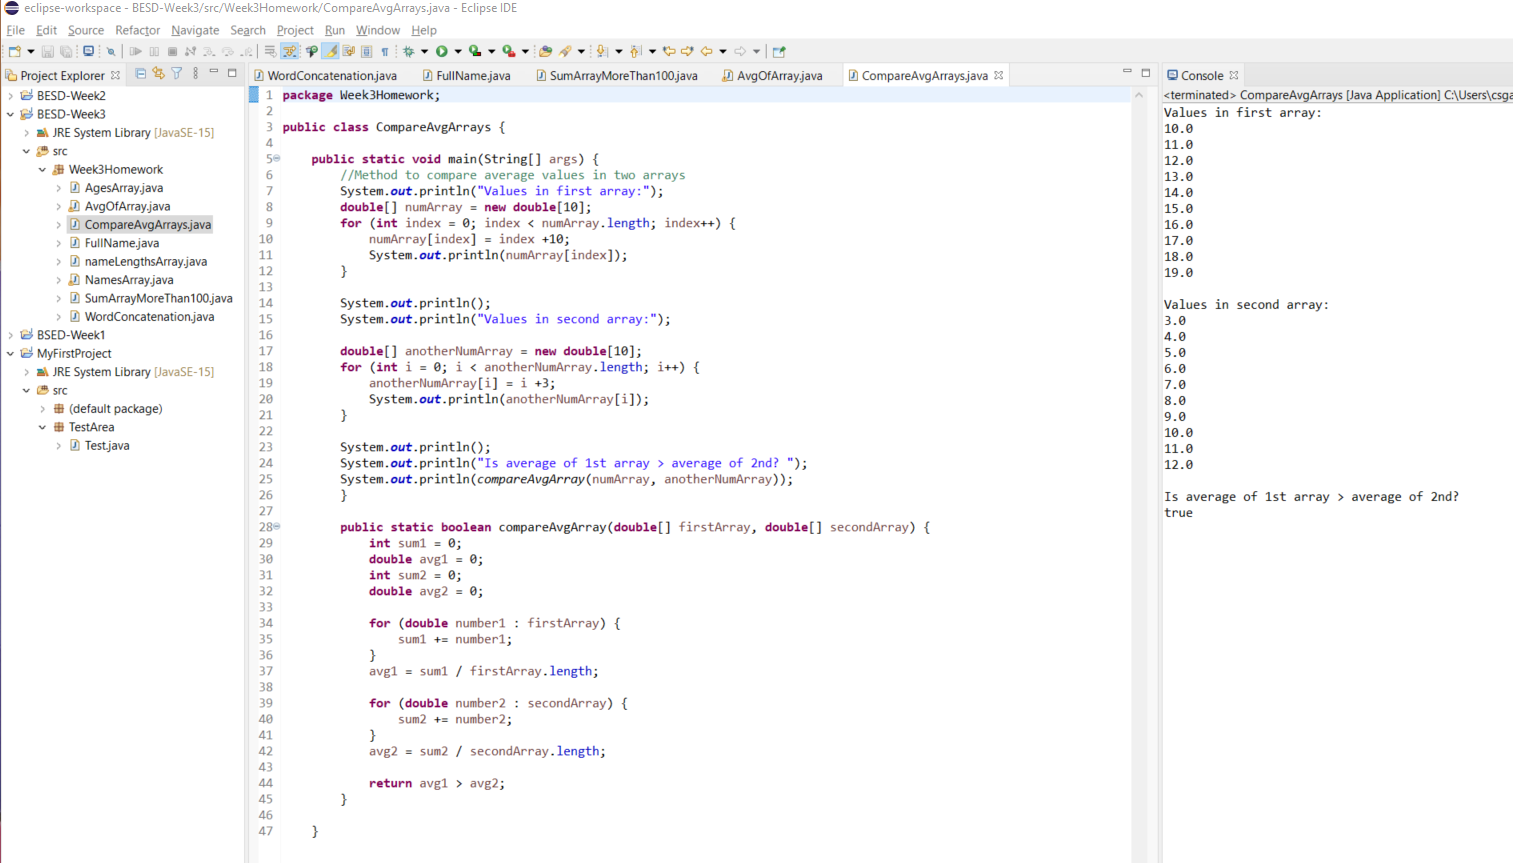 eclipse-workspace - BESD-Week3/src/Week3Homework/CompareAvgArrays.java - Eclipse IDE
File Edit Source Refactor Navigate Search Project Run Window Help
Project Explorer
BESD-Week2
BESD-Week3
JRE System Library [JavaSE-15]
src
Week3Homework
AgesArray.java
AvgOfArray.java
CompareAvgArrays.java
FullName.java
nameLengthsArray.java
NamesArray.java
SumArrayMoreThan100.java
WordConcatenation.java
BSED-Week1
MyFirstProject
JRE System Library [JavaSE-15]
src
(default package)
TestArea
Test.java
WordConcatenation.java FullName.java SumArrayMoreThan100.java AvgOfArray.java CompareAvgArrays.java
1 package Week3Homework;
2
3 public class CompareAvgArrays {
4
5 public static void main(String[] args) {
6 //Method to compare average values in two arrays
7 System.out.println("Values in first array:");
8 double[] numArray = new double[10];
9 for (int index = 0; index < numArray.length; index++) {
10 numArray[index] = index +10;
11 System.out.println(numArray[index]);
12 }
13
14 System.out.println();
15 System.out.println("Values in second array:");
16
17 double[] anotherNumArray = new double[10];
18 for (int i = 0; i < anotherNumArray.length; i++) {
19 anotherNumArray[i] = i +3;
20 System.out.println(anotherNumArray[i]);
21 }
22
23 System.out.println();
24 System.out.println("Is average of 1st array > average of 2nd? ");
25 System.out.println(compareAvgArray(numArray, anotherNumArray));
26 }
27
28 public static boolean compareAvgArray(double[] firstArray, double[] secondArray) {
29 int sum1 = 0;
30 double avg1 = 0;
31 int sum2 = 0;
32 double avg2 = 0;
33
34 for (double number1 : firstArray) {
35 sum1 += number1;
36 }
37 avg1 = sum1 / firstArray.length;
38
39 for (double number2 : secondArray) {
40 sum2 += number2;
41 }
42 avg2 = sum2 / secondArray.length;
43
44 return avg1 > avg2;
45 }
46
47 }
Console
<terminated> CompareAvgArrays [Java Application] C:\Users\csga
Values in first array:
10.0
11.0
12.0
13.0
14.0
15.0
16.0
17.0
18.0
19.0
Values in second array:
3.0
4.0
5.0
6.0
7.0
8.0
9.0
10.0
11.0
12.0
Is average of 1st array > average of 2nd?
true